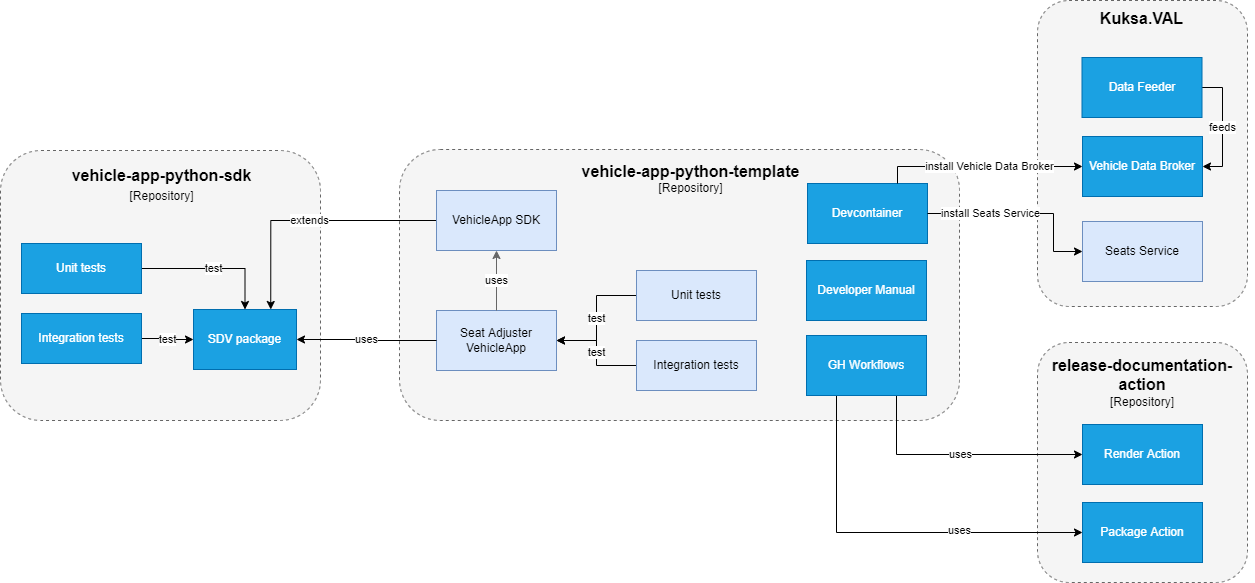 vehicle-app-python-sdk
[Repository]
Unit tests
test
Integration tests
test
SDV package
extends
uses
vehicle-app-python-template
[Repository]
VehicleApp SDK
uses
Seat Adjuster
VehicleApp
Unit tests
test
test
Integration tests
Devcontainer
Developer Manual
GH Workflows
install Vehicle Data Broker
install Seats Service
uses
uses
Kuksa.VAL
Data Feeder
feeds
Vehicle Data Broker
Seats Service
release-documentation-
action
[Repository]
Render Action
Package Action